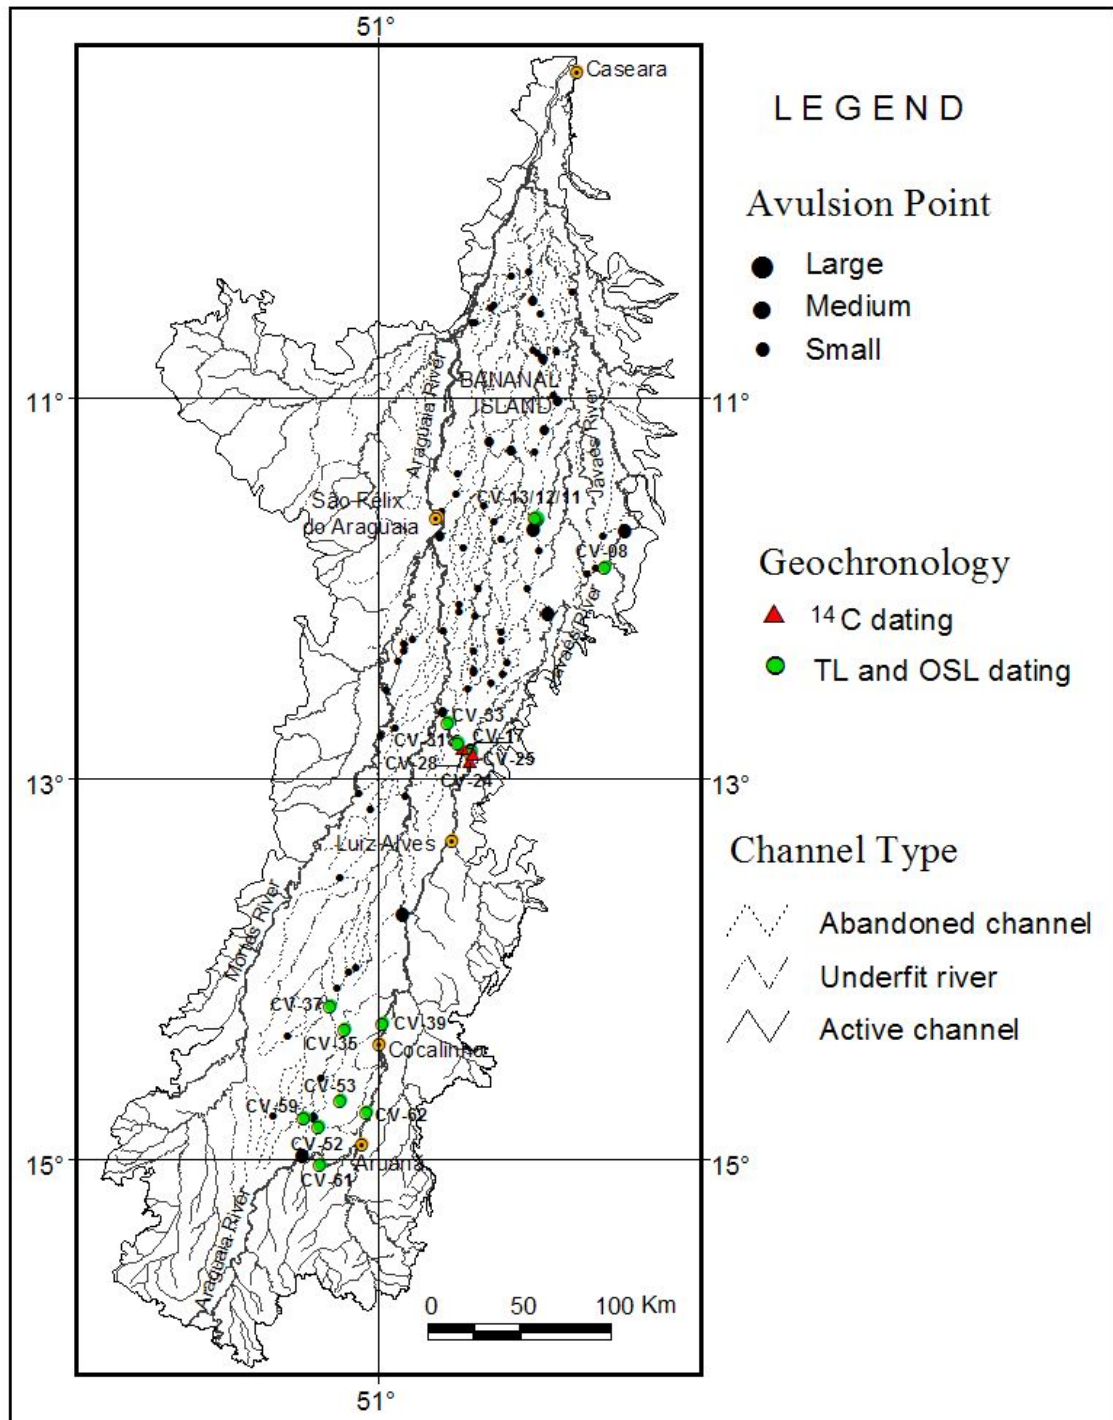 51°
Caseara
LEGEND
Avulsion Point
Large
Medium
Small
11°
BANANAL
ISLAND
11°
Araguaia River
Javaes River
São Félix
do Araguaia
CV-13/12/11
CV-08
Javaes River
Geochronology
14C dating
TL and OSL dating
CV-33
CV-31
CV-17
CV-28
CV-25
CV-24
13°
13°
Luiz Alves
Mortes River
Channel Type
Abandoned channel
Underfit river
Active channel
CV-37
CV-39
CV-35
Cocalinho
CV-53
CV-59
CV-62
CV-52
15°
Aruanã
15°
CV-61
Araguaia River
0 50 100 Km
51°